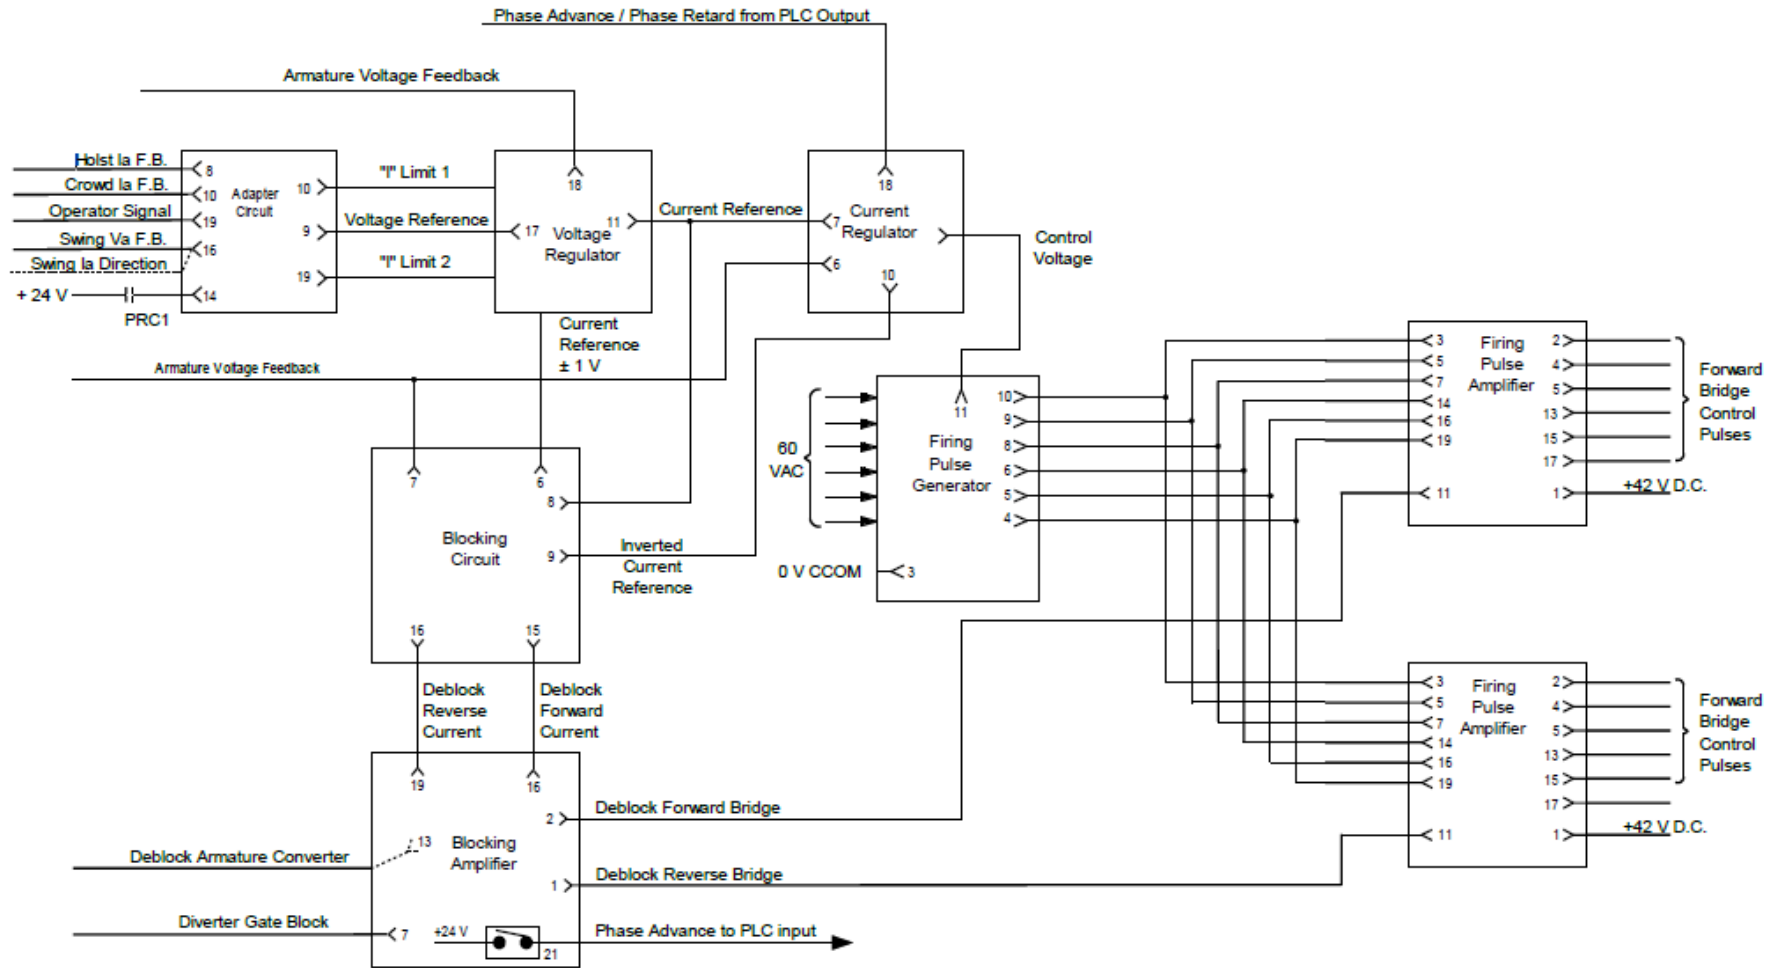 Phase Advance / Phase Retard from PLC Output
Armature Voltage Feedback
Hoist Ia F.B.
8
Crowd Ia F.B.
10
Operator Signal
19
Swing Va F.B.
16
Swing Ia Direction
+ 24 V
14
PRC1
Adapter
Circuit
10
9
19
"I" Limit 1
Voltage Reference
"I" Limit 2
18
17
11
Voltage
Regulator
Current Reference
18
7
6
10
Current
Regulator
Control
Voltage
Current
Reference
± 1 V
Armature Voltage Feedback
7
6
8
9
Blocking
Circuit
16
15
Inverted
Current
Reference
60
VAC
0 V CCOM
3
11
Firing
Pulse
Generator
10
9
8
6
5
4
3
5
7
14
16
19
11
Firing
Pulse
Amplifier
2
4
5
13
15
17
1
Forward
Bridge
Control
Pulses
+42 V D.C.
3
5
7
14
16
19
11
Firing
Pulse
Amplifier
2
4
5
13
15
17
1
Forward
Bridge
Control
Pulses
+42 V D.C.
Deblock
Reverse
Current
Deblock
Forward
Current
19
16
2
13
Blocking
Amplifier
1
7
+24 V
21
Deblock Forward Bridge
Deblock Armature Converter
Deblock Reverse Bridge
Diverter Gate Block
Phase Advance to PLC input